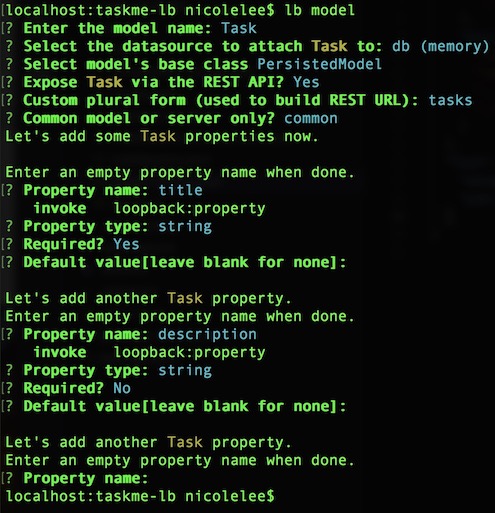 localhost:taskme-lb nicolelee$ lb model
[? Enter the model name: Task
? Select the datasource to attach Task to: db (memory)
? Select model's base class PersistedModel
? Expose Task via the REST API? Yes
[? Custom plural form (used to build REST URL): tasks
? Common model or server only? common
Let's add some Task properties now.
Enter an empty property name when done.
[? Property name: title
invoke loopback:property
? Property type: string
[? Required? Yes
[? Default value[leave blank for none]:
Let's add another Task property.
Enter an empty property name when done.
[? Property name: description
invoke loopback:property
? Property type: string
[? Required? No
[? Default value[leave blank for none]:
Let's add another Task property.
Enter an empty property name when done.
[? Property name:
localhost:taskme-lb nicolelee$